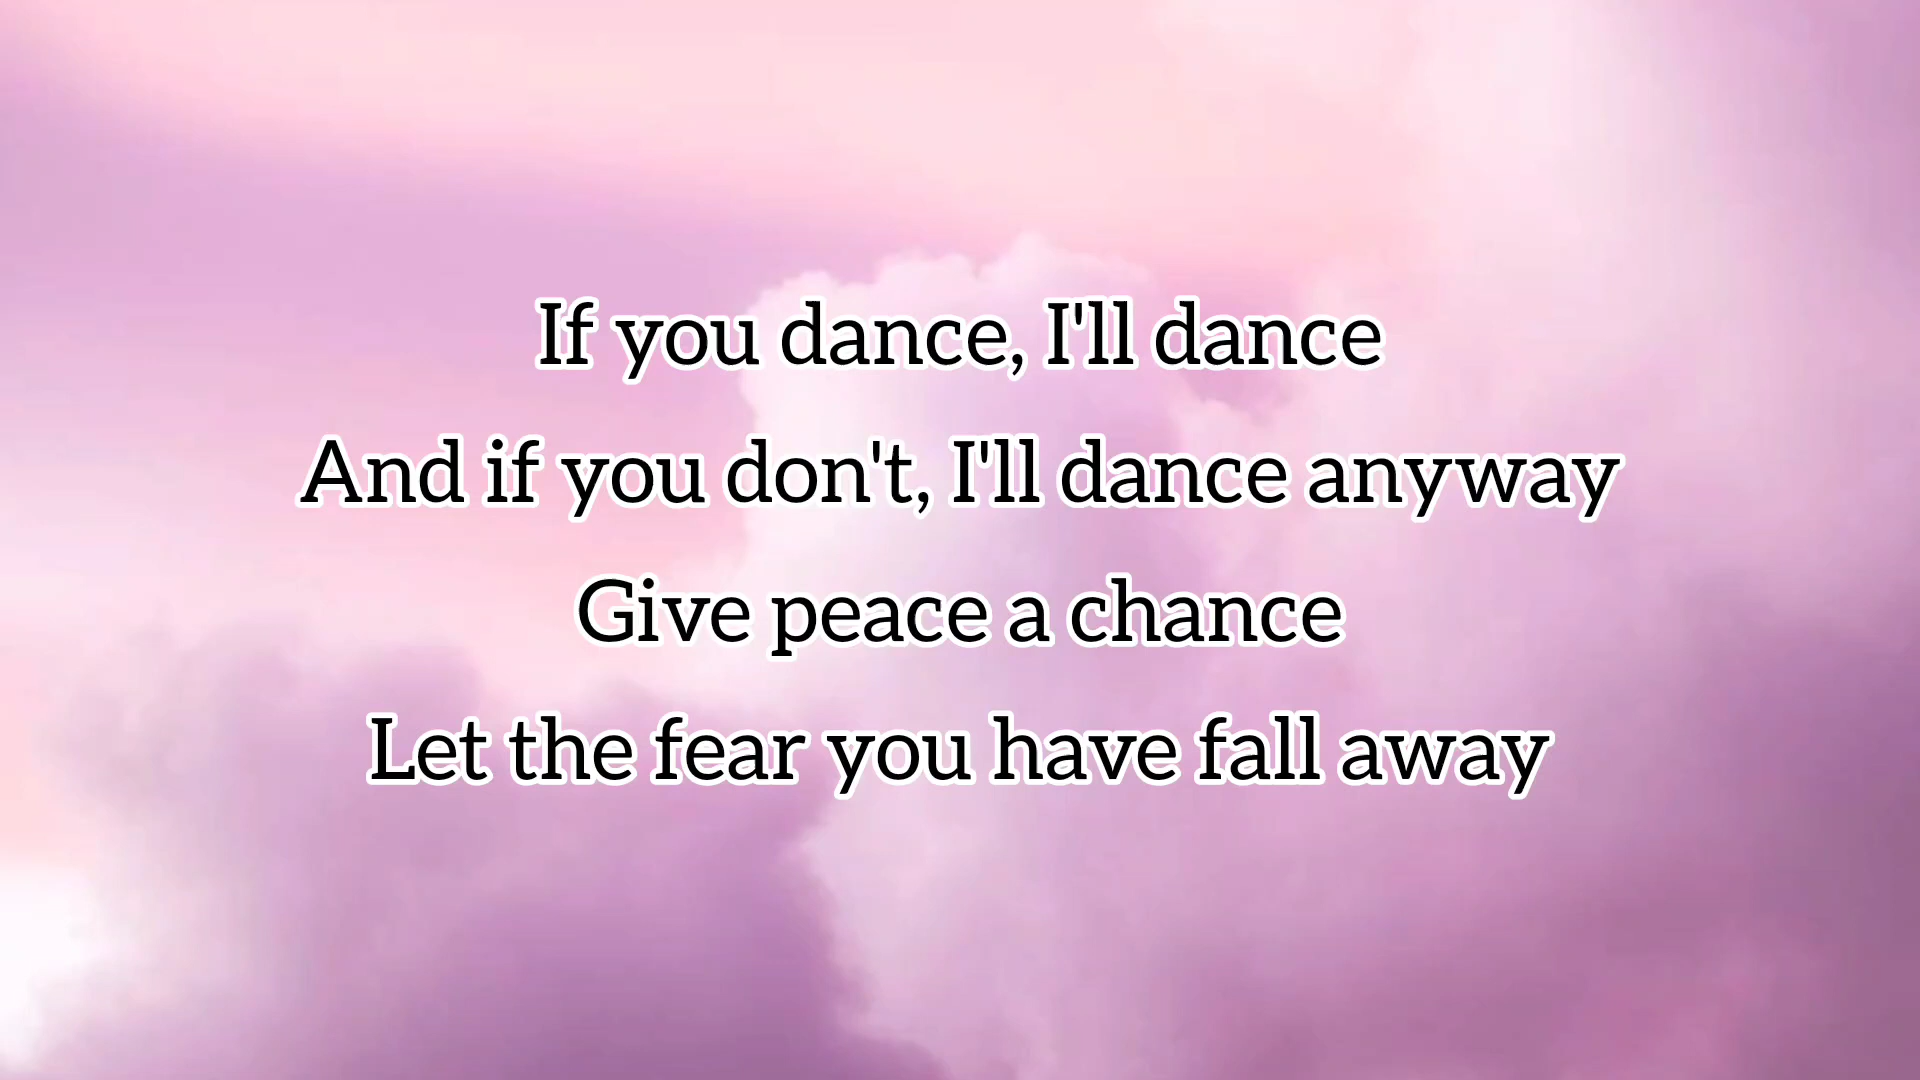 If you dance, I'll dance
And if you don't, I'll dance anyway
Give peace a chance
Let the fear you have fall away